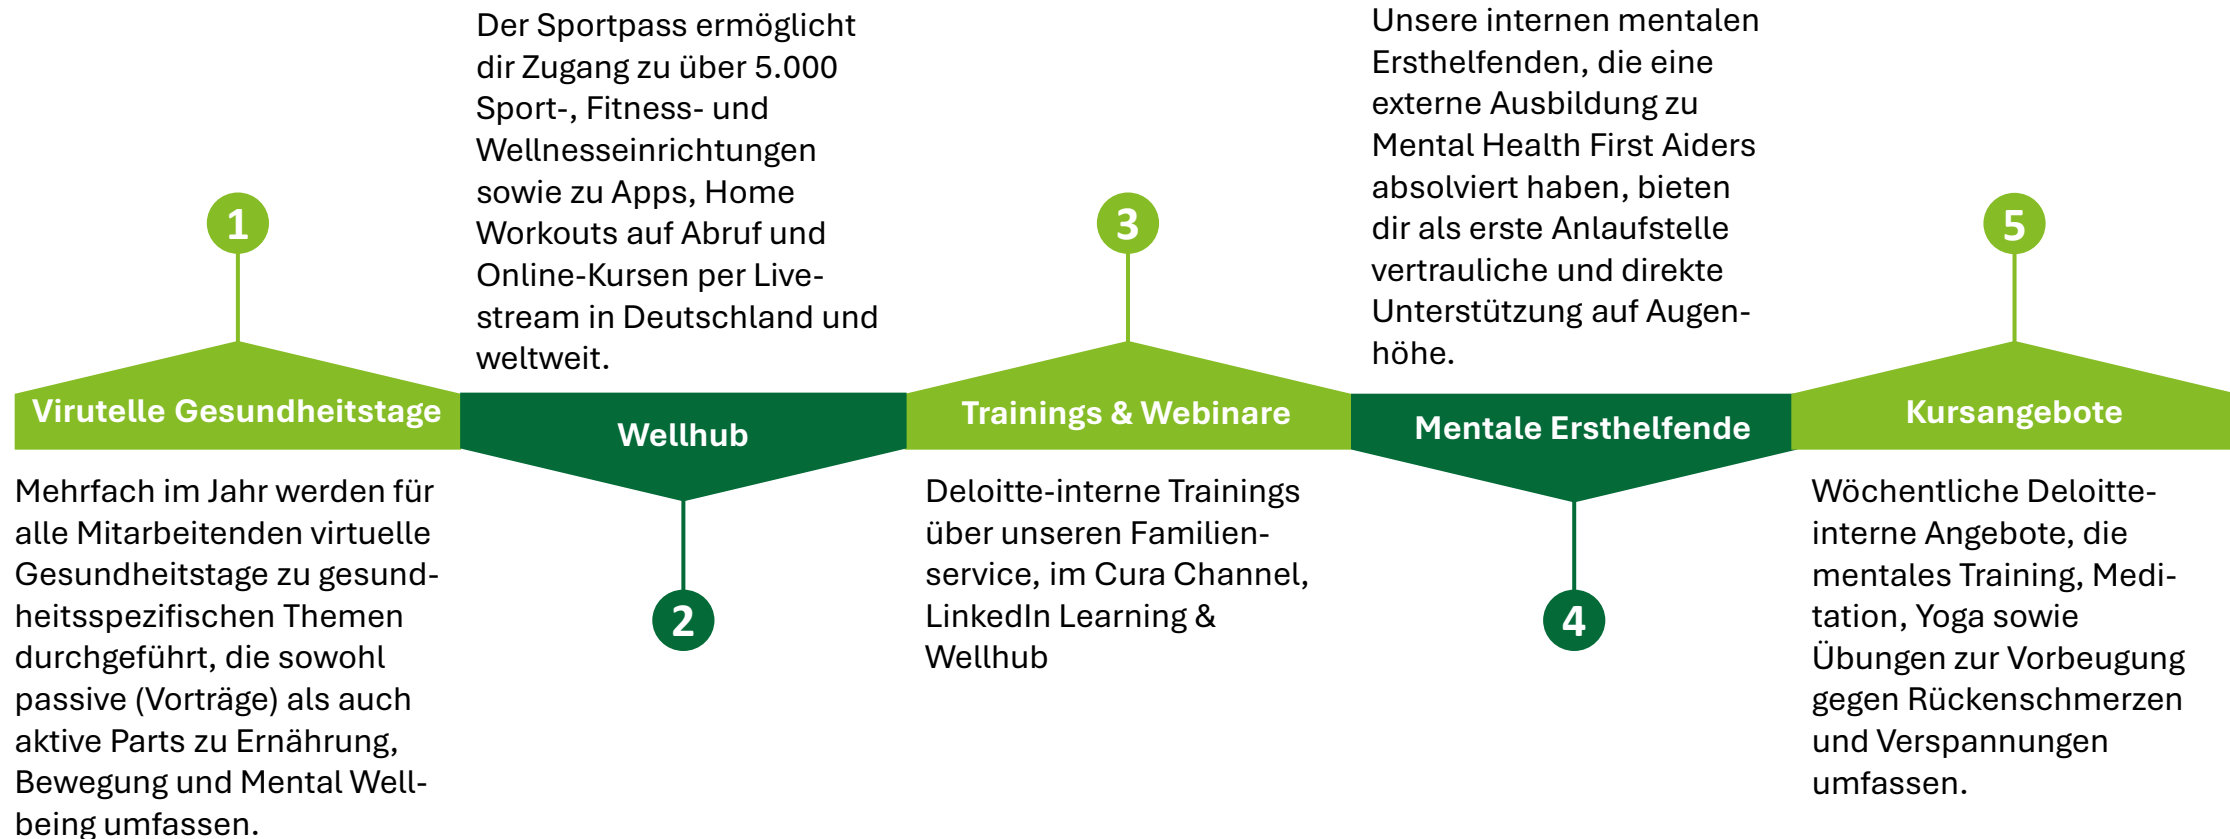 1
Virutelle Gesundheitstage
Mehrfach im Jahr werden für
alle Mitarbeitenden virtuelle
Gesundheitstage zu gesund-
heitsspezifischen Themen
durchgeführt, die sowohl
passive (Vorträge) als auch
aktive Parts zu Ernährung,
Bewegung und Mental Well-
being umfassen.
Der Sportpass ermöglicht
dir Zugang zu über 5.000
Sport-, Fitness- und
Wellnesseinrichtungen
sowie zu Apps, Home
Workouts auf Abruf und
Online-Kursen per Live-
stream in Deutschland und
weltweit.
Wellhub
2
3
Trainings & Webinare
Deloitte-interne Trainings
über unseren Familien-
service, im Cura Channel,
LinkedIn Learning &
Wellhub
Unsere internen mentalen
Ersthelfenden, die eine
externe Ausbildung zu
Mental Health First Aiders
absolviert haben, bieten
dir als erste Anlaufstelle
vertrauliche und direkte
Unterstützung auf Augen-
höhe.
Mentale Ersthelfende
4
5
Kursangebote
Wöchentliche Deloitte-
interne Angebote, die
mentales Training, Medi-
tation, Yoga sowie
Übungen zur Vorbeugung
gegen Rückenschmerzen
und Verspannungen
umfassen.